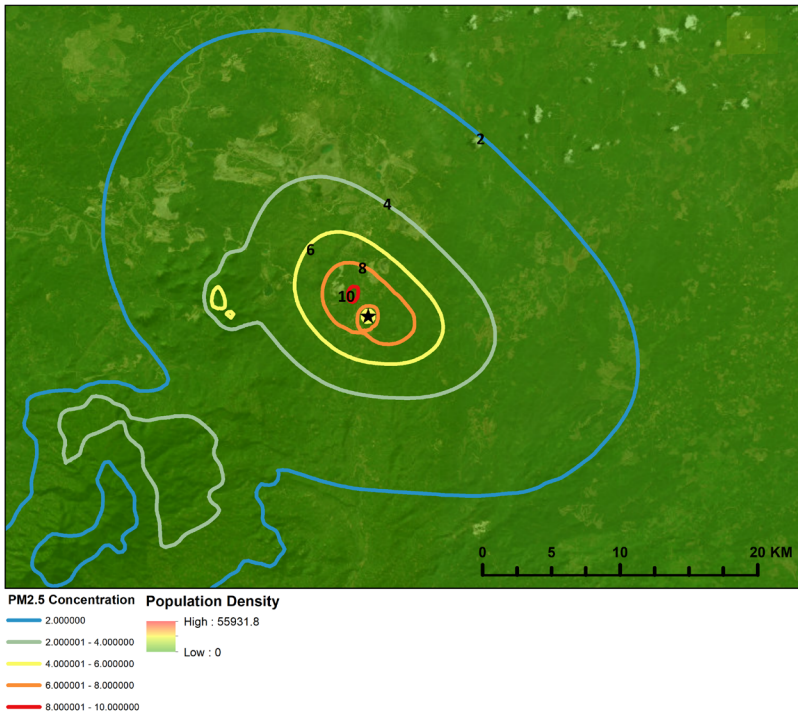 2
4
6
8
10
0 5 10 20 KM
PM2.5 Concentration
2.000000
2.000001 - 4.000000
4.000001 - 6.000000
6.000001 - 8.000000
8.000001 - 10.000000
Population Density
High : 55931.8
Low : 0